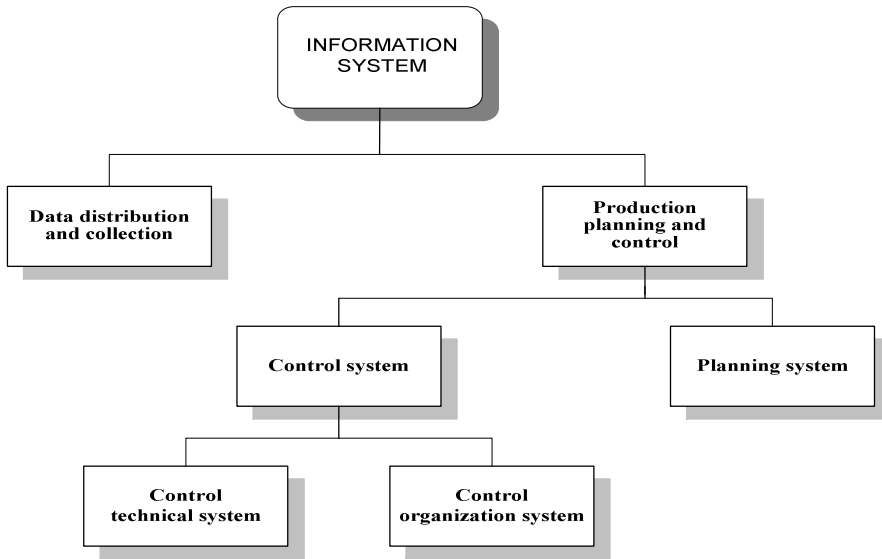 INFORMATION
SYSTEM
Data distribution
and collection
Production
planning and
control
Control system
Planning system
Control
technical system
Control
organization system